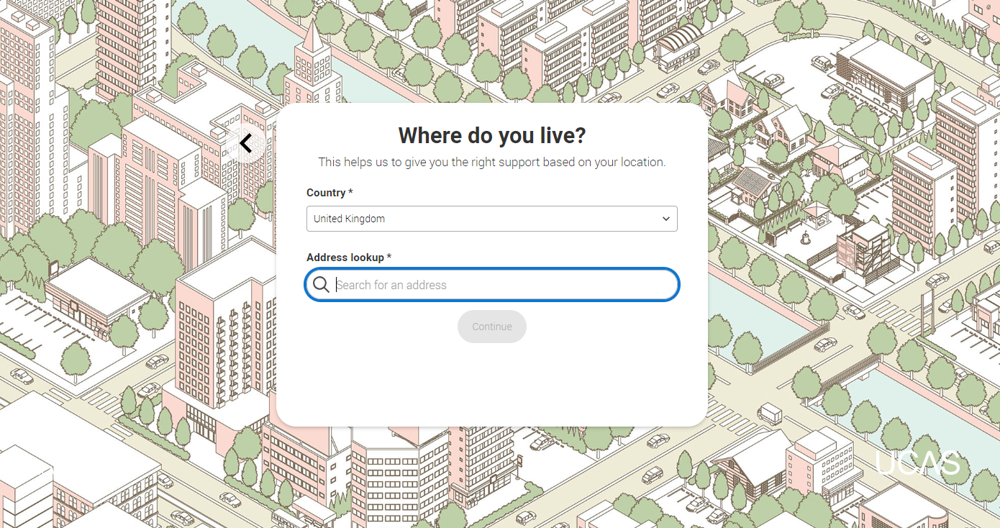 Where do you live?
This helps us to give you the right support based on your location.
Country *
United Kingdom
Address lookup *
Search for an address
Continue
UCAS